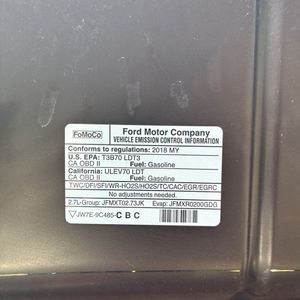 FoMoCo
Ford Motor Company
VEHICLE EMISSION CONTROL INFORMATION
Conforms to regulations: 2018 MY
U.S. EPA: T3B70 LDT3
CA OBD II Fuel: Gasoline
California: ULEV70 LDT
CA OBD II Fuel: Gasoline
TWC/DFI/SFI/WR-HO2S/HO2S/TC/CAC/EGR/EGRC
No adjustments needed.
2.7L-Group: JFMXT02.73JK Evap: JFMXR0200GDG
JW7E-9C485-C B C